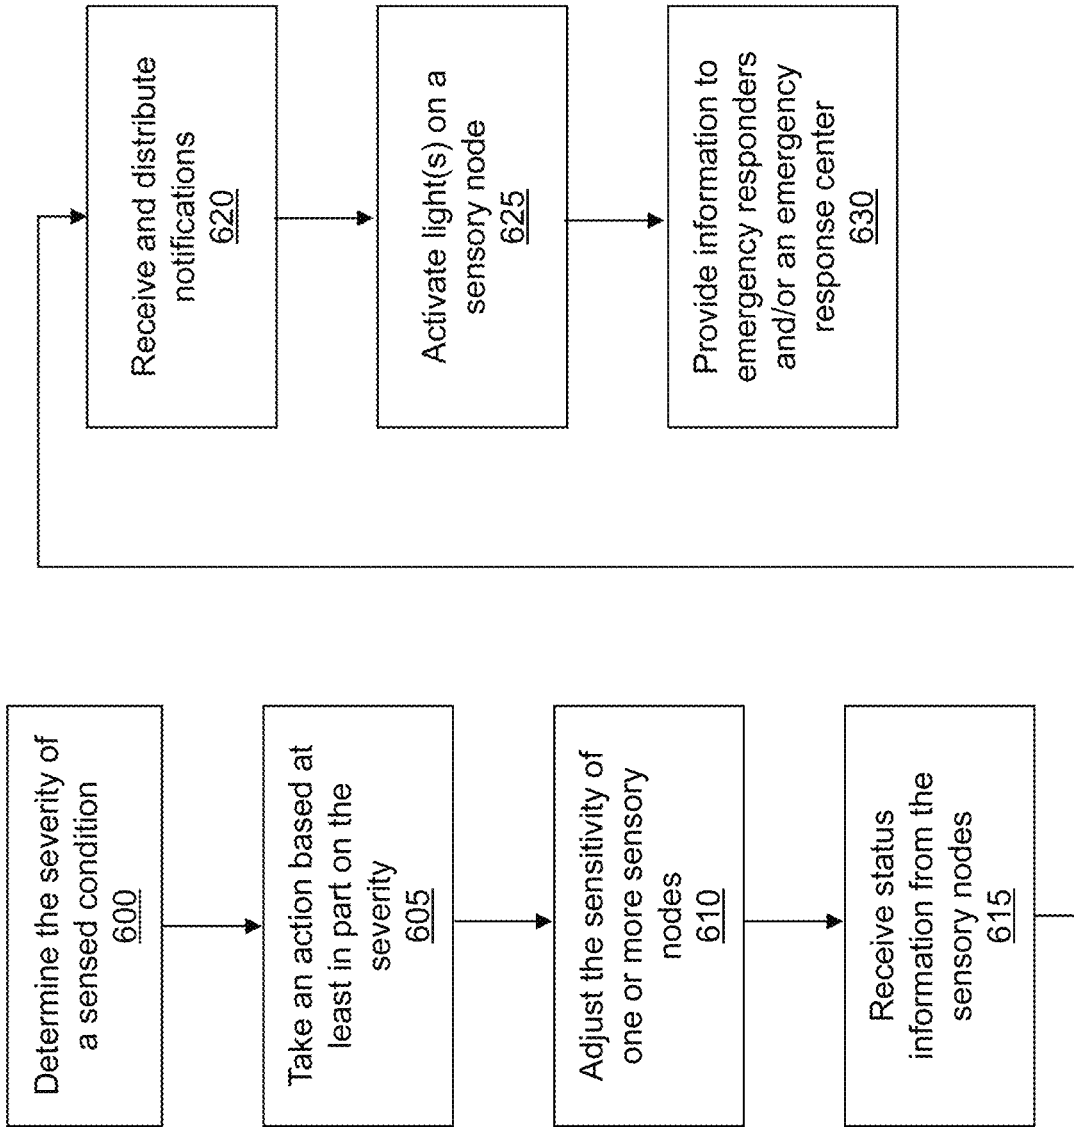 Determine the severity of
a sensed condition
600
Take an action based at
least in part on the
severity
605
Adjust the sensitivity of
one or more sensory
nodes
610
Receive status
information from the
sensory nodes
615
Receive and distribute
notifications
620
Activate light(s) on a
sensory node
625
Provide information to
emergency responders
and/or an emergency
response center
630